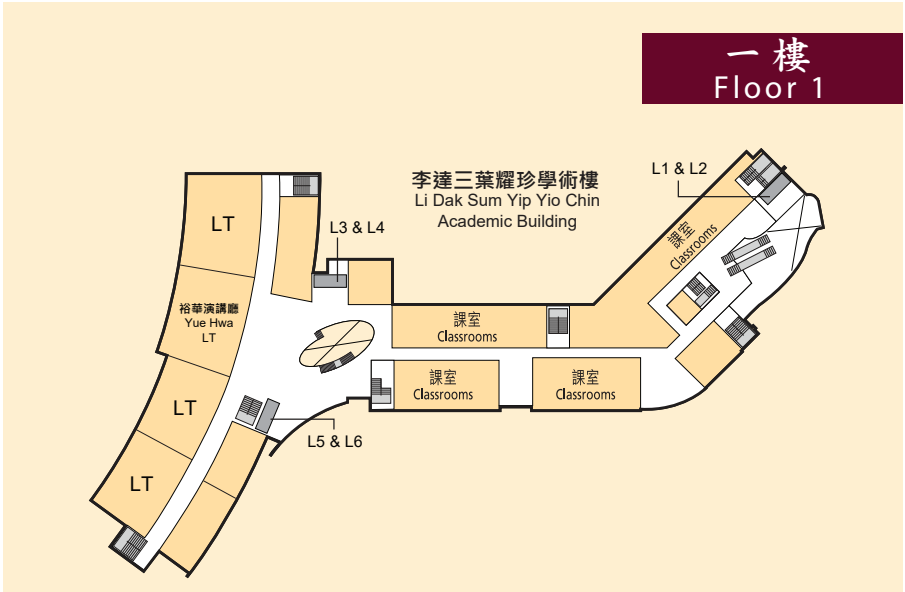 一樓
Floor 1
李達三葉耀珍學術樓
Li Dak Sum Yip Yio Chin
Academic Building
L1 & L2
L3 & L4
LT
課室
Classrooms
裕華演講廳
Yue Hwa
LT
課室
Classrooms
課室
Classrooms
課室
Classrooms
LT
L5 & L6
LT